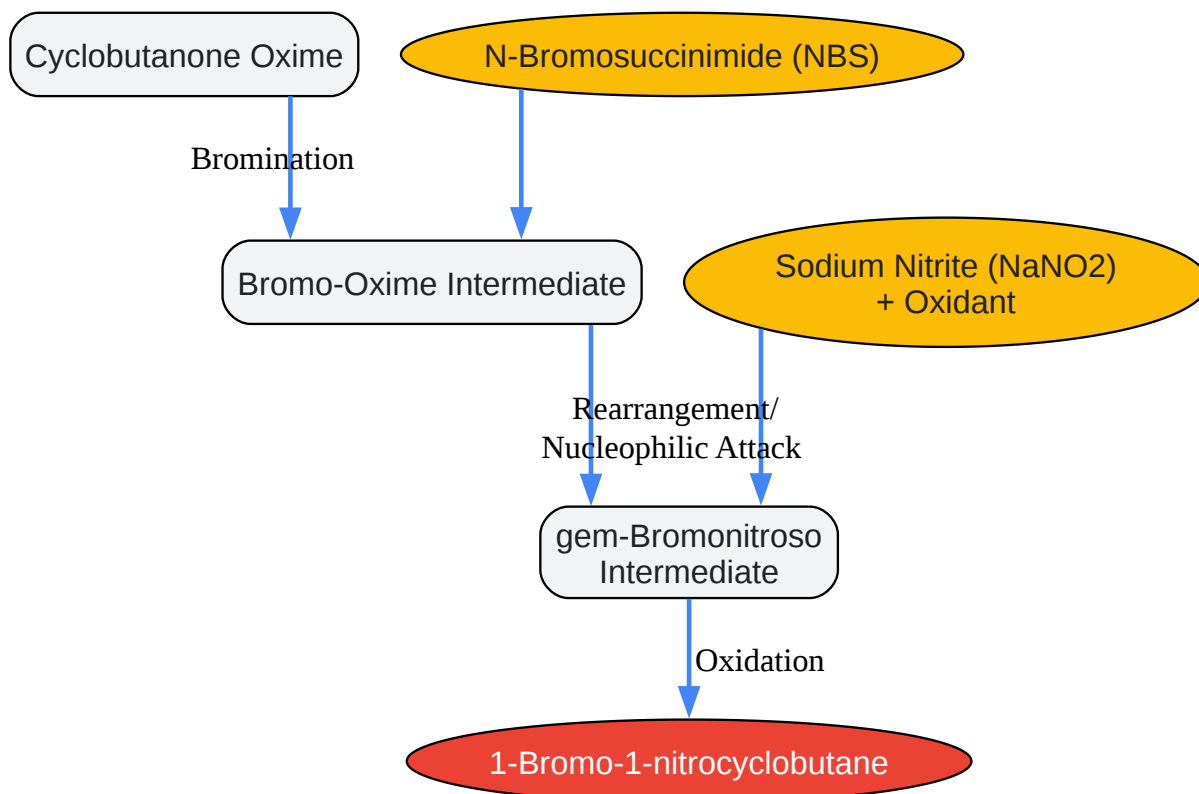 Cyclobutanone Oxime
N-Bromosuccinimide (NBS)
Bromination
Bromo-Oxime Intermediate
Sodium Nitrite (NaNO2)
+ Oxidant
Rearrangement/
Nucleophilic Attack
gem-Bromonitroso
Intermediate
Oxidation
1-Bromo-1-nitrocyclobutane